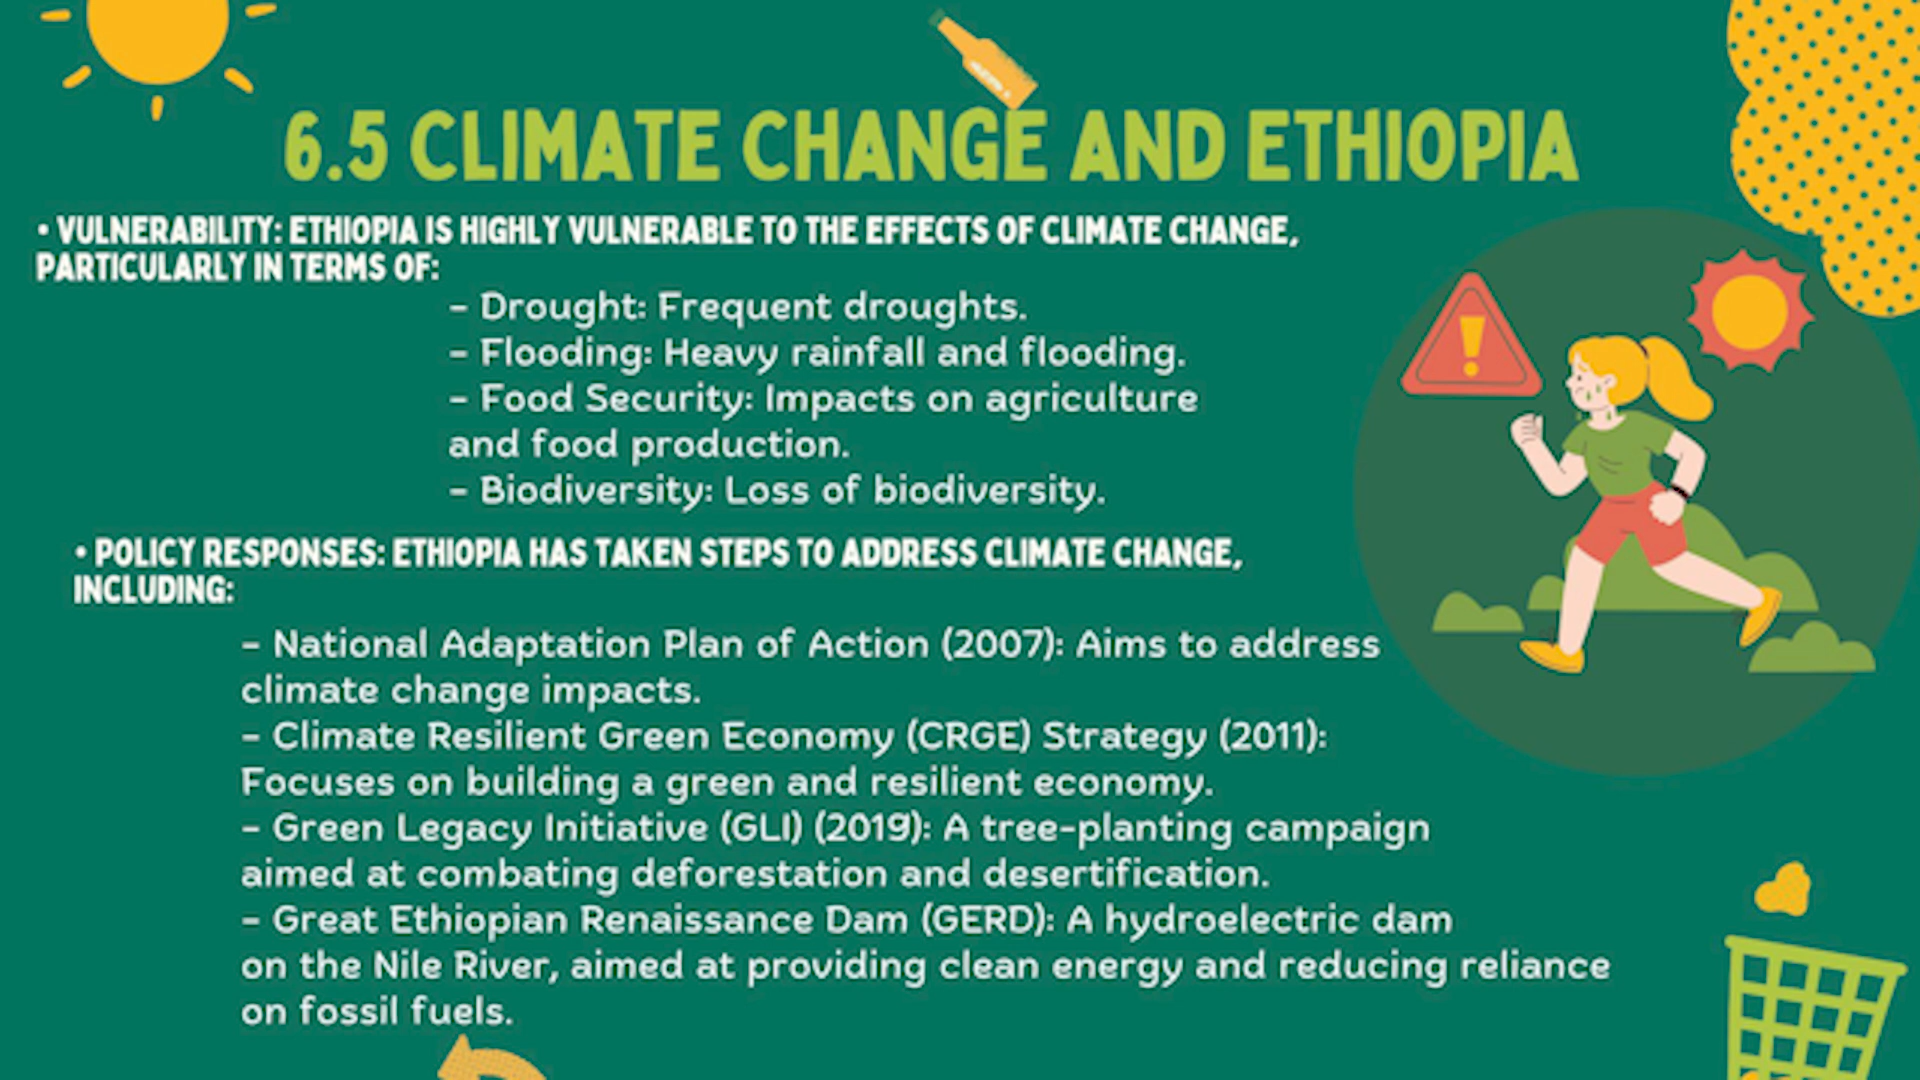 6.5 CLIMATE CHANGE AND ETHIOPIA
• VULNERABILITY: ETHIOPIA IS HIGHLY VULNERABLE TO THE EFFECTS OF CLIMATE CHANGE,
PARTICULARLY IN TERMS OF:
- Drought: Frequent droughts.
- Flooding: Heavy rainfall and flooding.
- Food Security: Impacts on agriculture
and food production.
- Biodiversity: Loss of biodiversity.
• POLICY RESPONSES: ETHIOPIA HAS TAKEN STEPS TO ADDRESS CLIMATE CHANGE,
INCLUDING:
- National Adaptation Plan of Action (2007): Aims to address
climate change impacts.
- Climate Resilient Green Economy (CRGE) Strategy (2011):
Focuses on building a green and resilient economy.
- Green Legacy Initiative (GLI) (2019): A tree-planting campaign
aimed at combating deforestation and desertification.
- Great Ethiopian Renaissance Dam (GERD): A hydroelectric dam
on the Nile River, aimed at providing clean energy and reducing reliance
on fossil fuels.